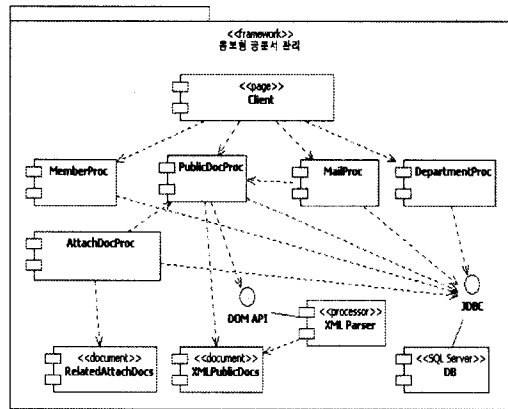 <<framework>>
홍보형 공문서 관리
<<page>>
Client
MemberProc
PublicDocProc
MailProc
DepartmentProc
AttachDocProc
JDBC
DOM API
<<processor>>
XML Parser
<<document>>
RelatedAttachDocs
<<document>>
XMLPublicDocs
<<SQL Server>>
DB